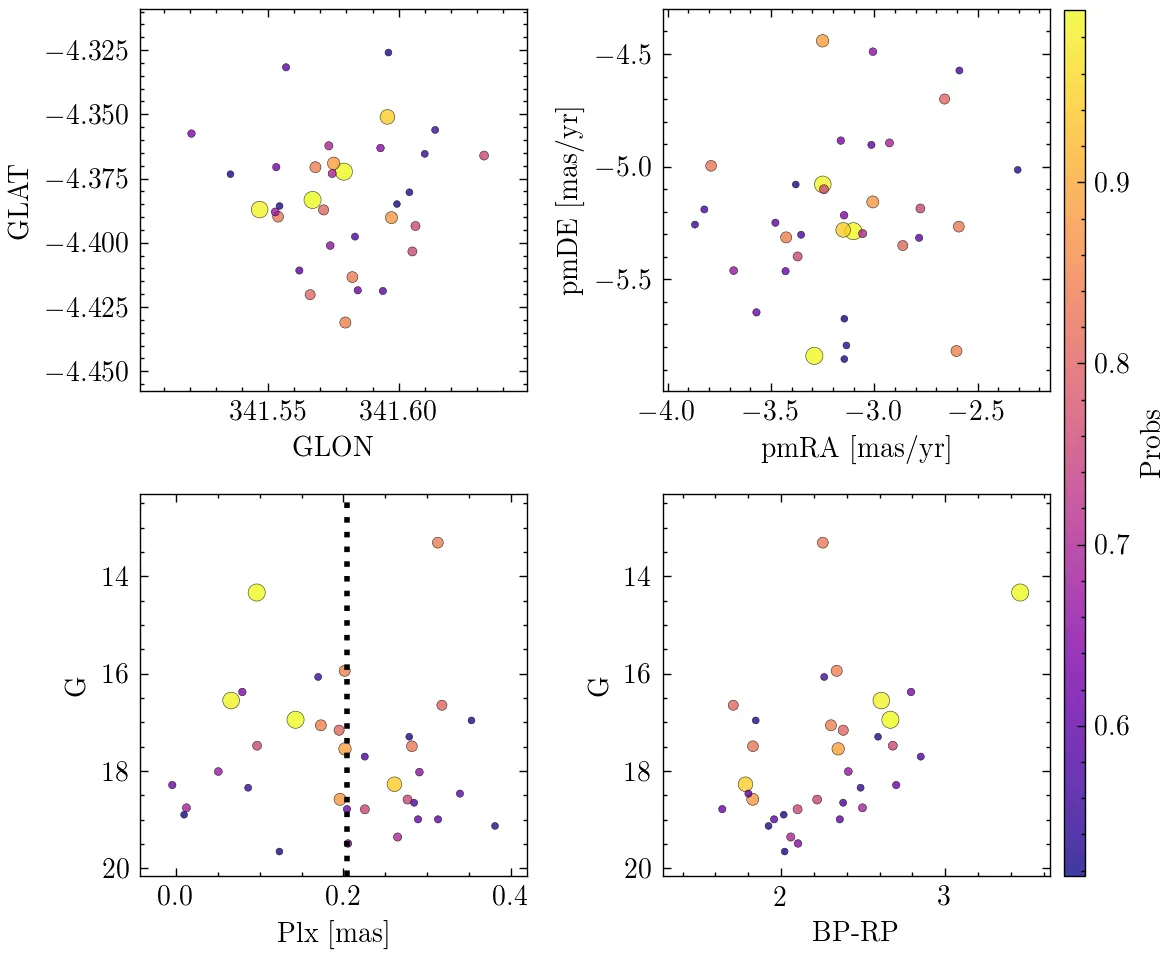 −4.325
−4.350
−4.375
−4.400
−4.425
−4.450
GLAT
341.55 341.60
GLON
−4.5
−5.0
−5.5
pmDE [mas/yr]
−4.0 −3.5 −3.0 −2.5
pmRA [mas/yr]
0.9
0.8
0.7
0.6
Probs
14
16
18
20
G
0.0 0.2 0.4
Plx [mas]
14
16
18
20
G
2 3
BP-RP